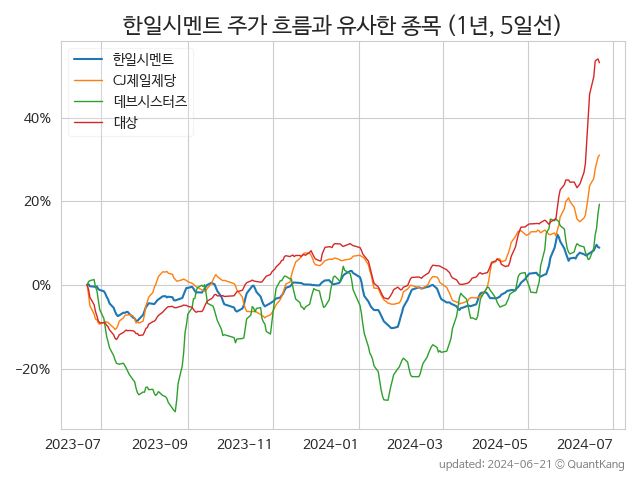 한일시멘트 주가 흐름과 유사한 종목 (1년, 5일선)
한일시멘트
CJ제일제당
데브시스터즈
대상
40%
20%
0%
−20%
2023-07
2023-09
2023-11
2024-01
2024-03
2024-05
2024-07
updated: 2024-06-21 © QuantKang